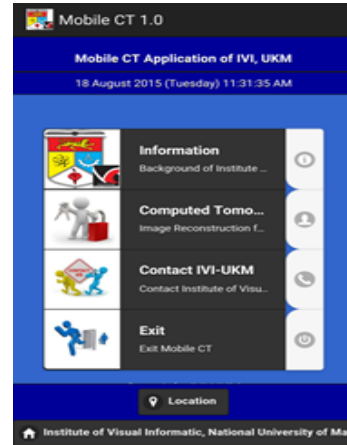 Mobile CT 1.0
Mobile CT Application of IVI, UKM
18 August 2015 (Tuesday) 11:31:35 AM
Information
Background of Institute ...
Computed Tomo...
Image Reconstruction f...
Contact IVI-UKM
Contact Institute of Visu...
Exit
Exit Mobile CT
Location
Institute of Visual Informatic, National University of Ma